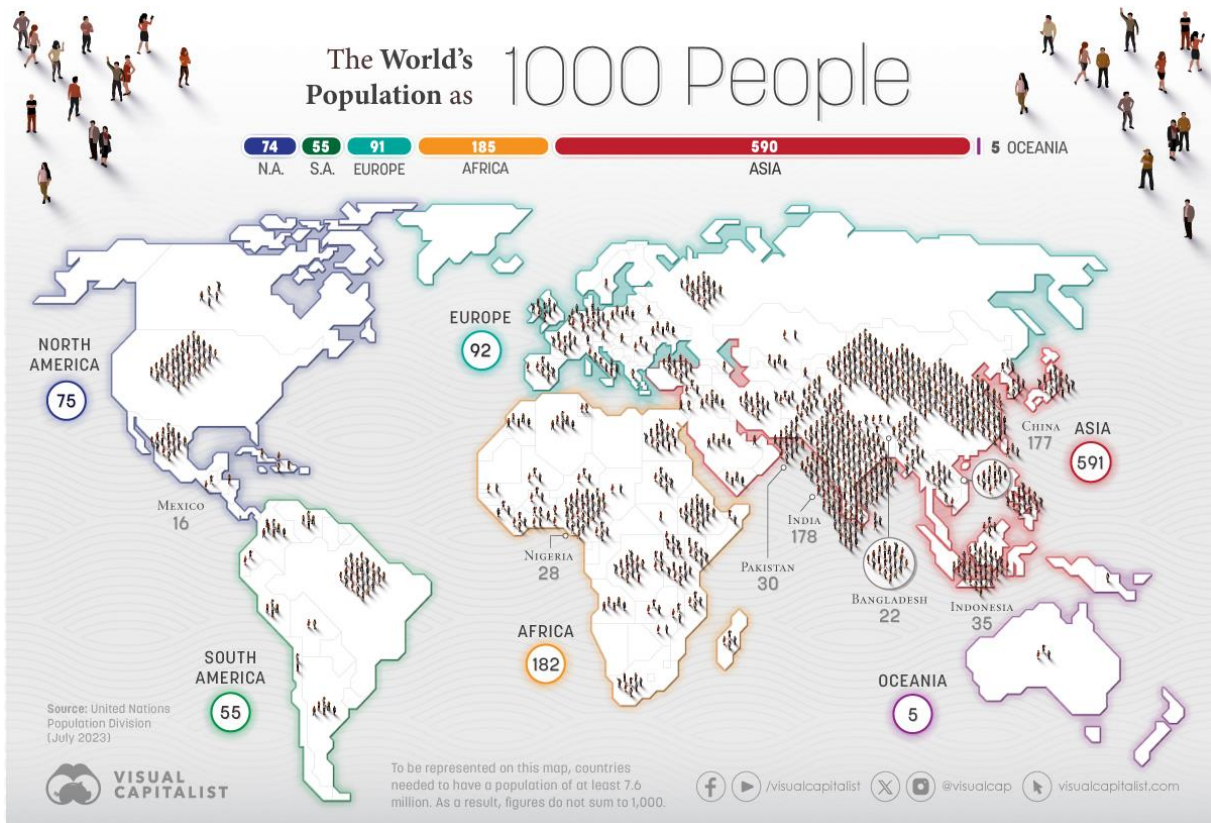 The World's
Population as
1000 People
74
55
91
185
590
5 OCEANIA
N.A.
S.A.
EUROPE
AFRICA
ASIA
NORTH
AMERICA
75
EUROPE
92
CHINA
177
ASIA
591
MEXICO
16
NIGERIA
28
INDIA
178
PAKISTAN
30
BANGLADESH
22
INDONESIA
35
AFRICA
182
SOUTH
AMERICA
55
OCEANIA
5
Source: United Nations
Population Division
(July 2023)
VISUAL
CAPITALIST
To be represented on this map, countries
needed to have a population of at least 7.6
million. As a result, figures do not sum to 1,000.
/visualcapitalist
@visualcap
visualcapitalist.com